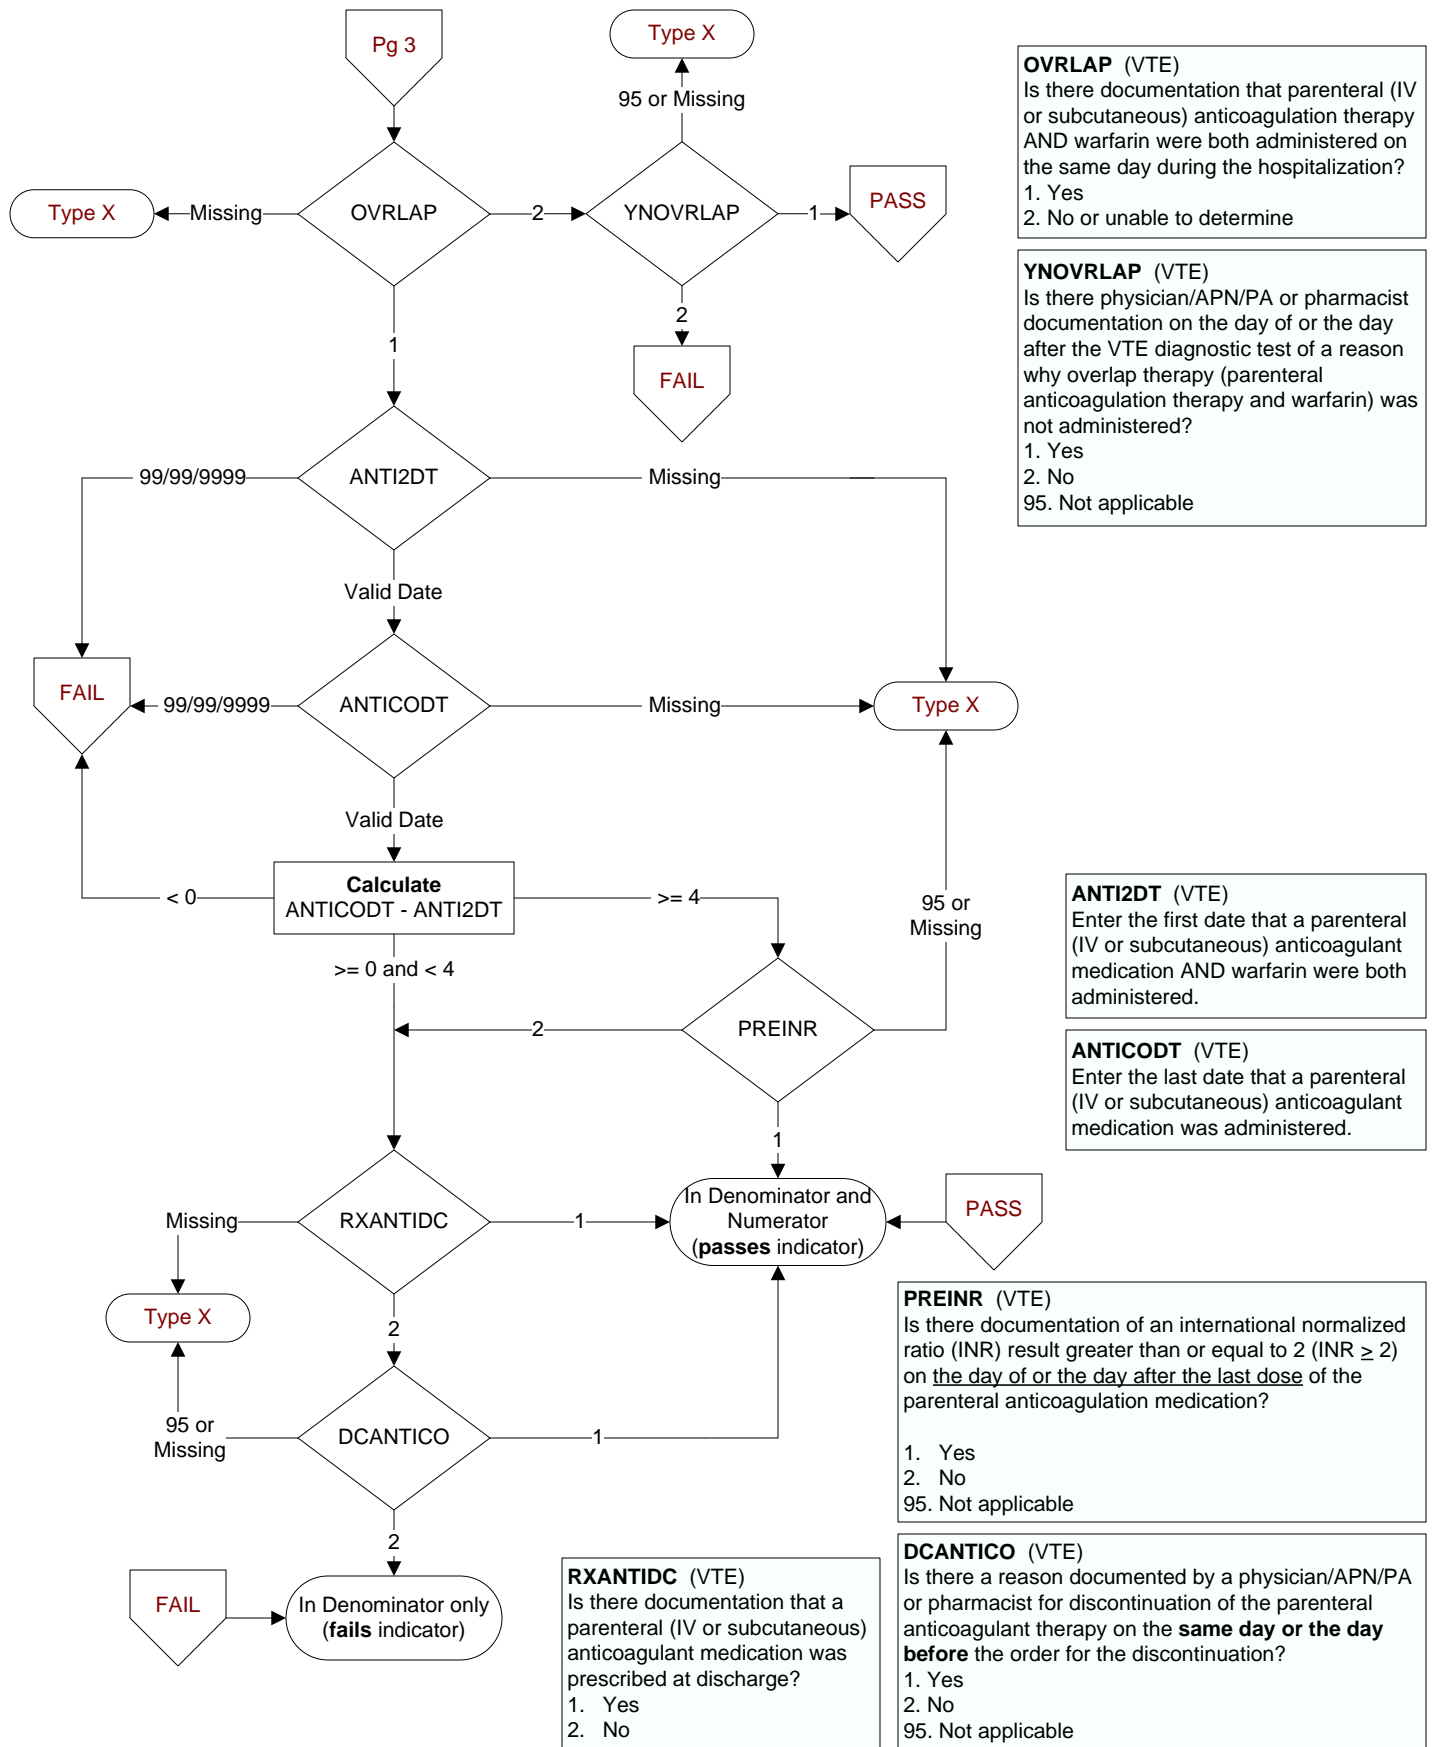 Pg 3
Type X
95 or Missing
OVRLAP (VTE)
Is there documentation that parenteral (IV
or subcutaneous) anticoagulation therapy
AND warfarin were both administered on
the same day during the hospitalization?
1. Yes
2. No or unable to determine
Type X
Missing
OVRLAP
2
YNOVRLAP
1
PASS
YNOVRLAP (VTE)
Is there physician/APN/PA or pharmacist
documentation on the day of or the day
after the VTE diagnostic test of a reason
why overlap therapy (parenteral
anticoagulation therapy and warfarin) was
not administered?
1. Yes
2. No
95. Not applicable
1
2
FAIL
99/99/9999
ANTI2DT
Missing
Valid Date
FAIL
99/99/9999
ANTICODT
Missing
Type X
Valid Date
< 0
Calculate
ANTICODT - ANTI2DT
>= 4
95 or
Missing
>= 0 and < 4
ANTI2DT (VTE)
Enter the first date that a parenteral
(IV or subcutaneous) anticoagulant
medication AND warfarin were both
administered.
2
PREINR
ANTICODT (VTE)
Enter the last date that a parenteral
(IV or subcutaneous) anticoagulant
medication was administered.
1
Missing
RXANTIDC
1
In Denominator and
Numerator
(passes indicator)
PASS
Type X
2
PREINR (VTE)
Is there documentation of an international normalized
ratio (INR) result greater than or equal to 2 (INR ≥ 2)
on the day of or the day after the last dose of the
parenteral anticoagulation medication?
1. Yes
2. No
95. Not applicable
95 or
Missing
DCANTICO
1
2
FAIL
In Denominator only
(fails indicator)
RXANTIDC (VTE)
Is there documentation that a
parenteral (IV or subcutaneous)
anticoagulant medication was
prescribed at discharge?
1. Yes
2. No
DCANTICO (VTE)
Is there a reason documented by a physician/APN/PA
or pharmacist for discontinuation of the parenteral
anticoagulant therapy on the same day or the day
before the order for the discontinuation?
1. Yes
2. No
95. Not applicable